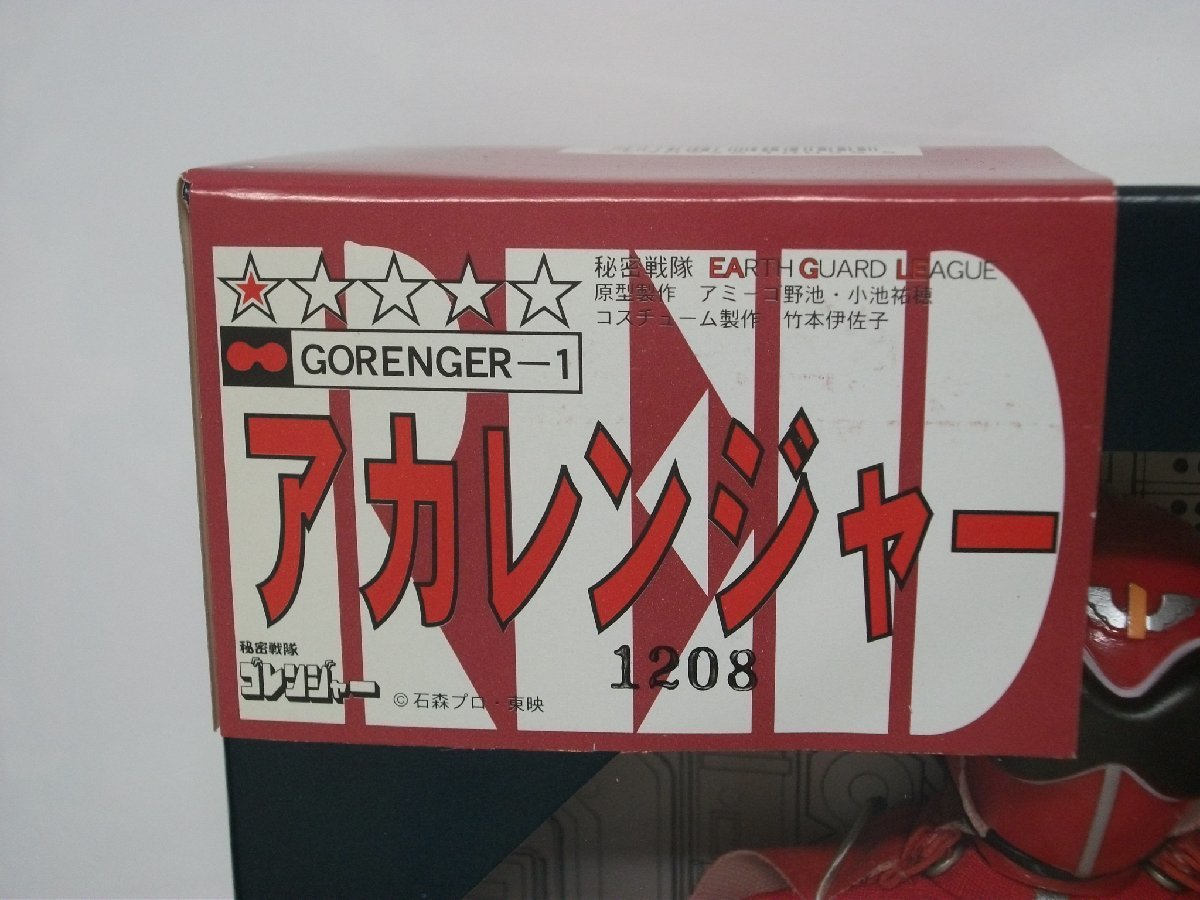 秘密戦隊 EARTH GUARD LEAGUE
原型製作 アミーゴ野池・小池祐穂
コスチューム製作 竹本伊佐子
GORENGER—1
RED
アカレンジャー
1208
秘密戦隊
ゴレンジャー
©石森プロ・東映